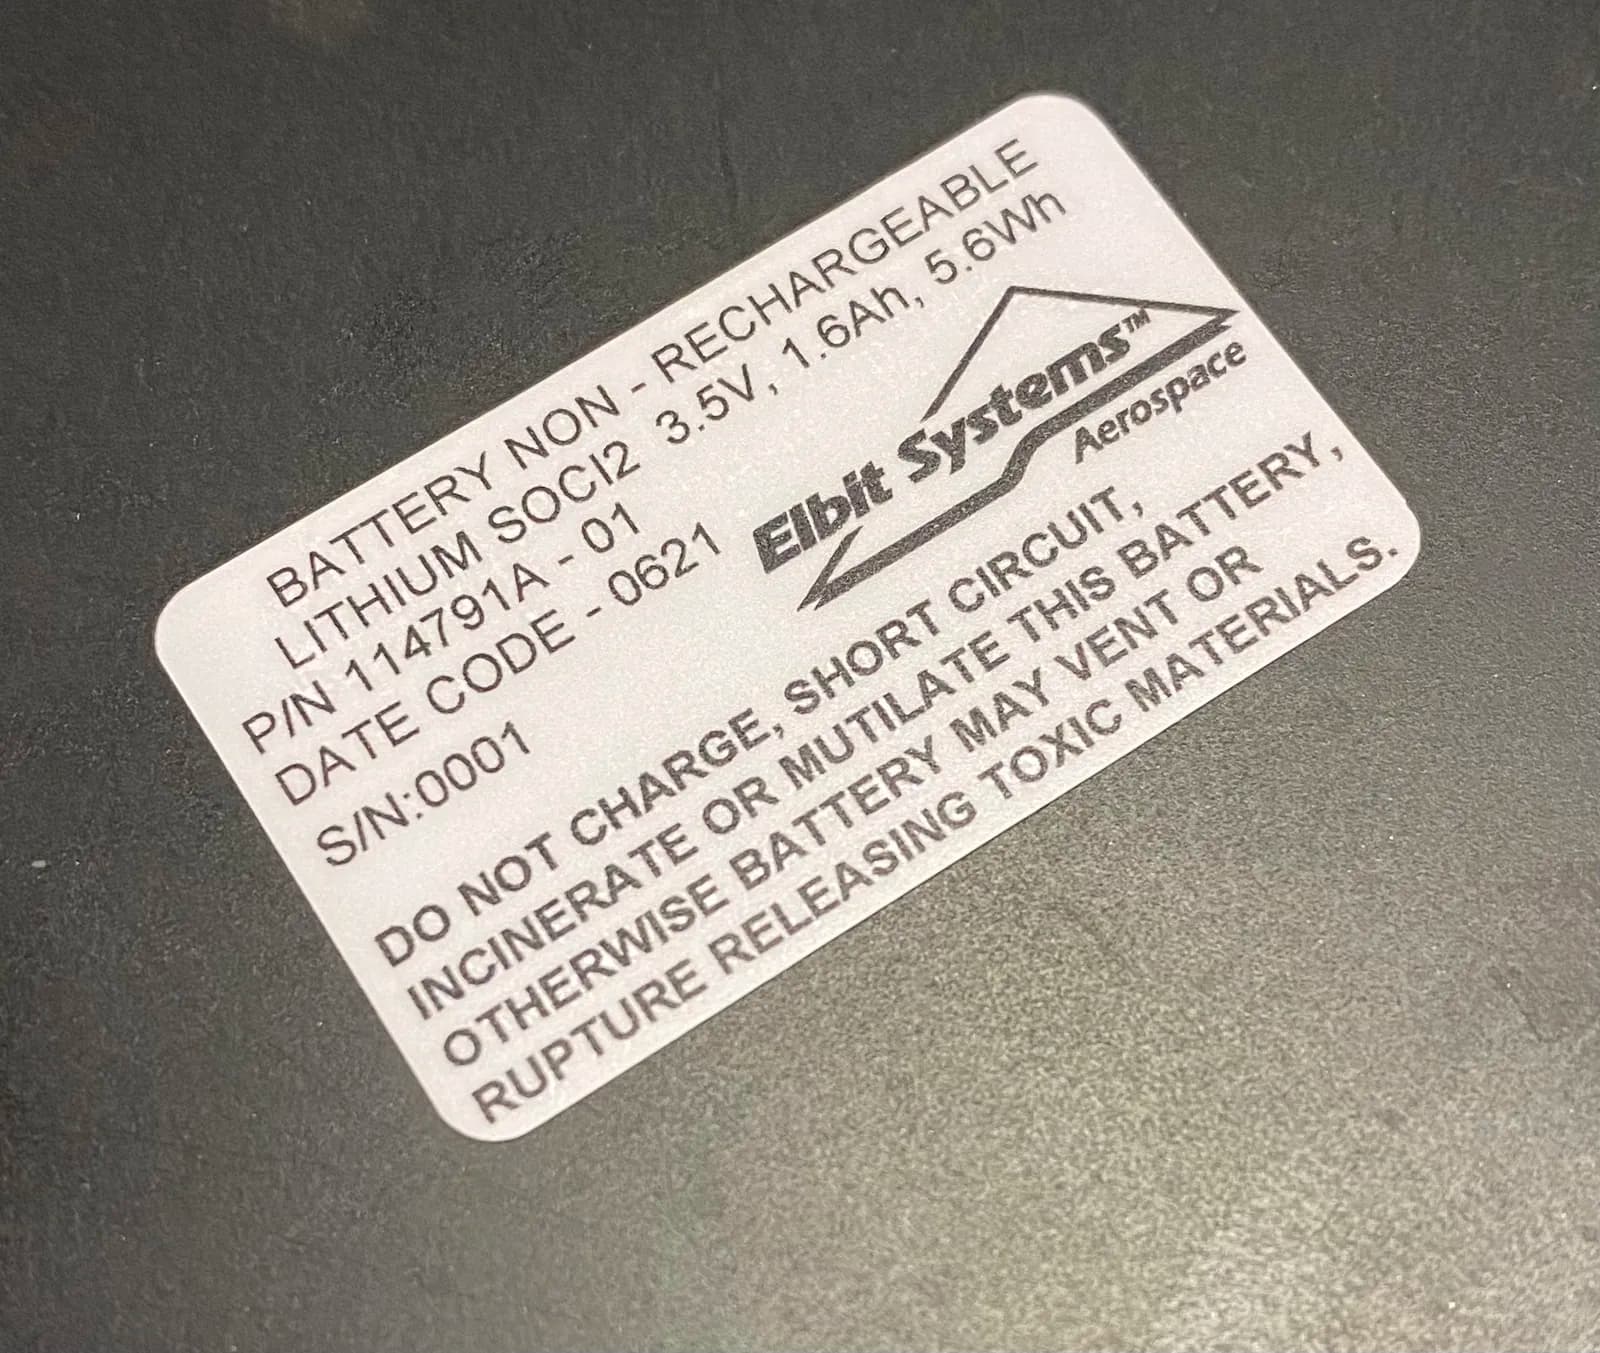 BATTERY NON - RECHARGEABLE
LITHIUM SOCl2 3.5V, 1.6Ah, 5.6Wh
P/N 114791A - 01
DATE CODE - 0621
S/N:0001
Elbit Systems™
Aerospace
DO NOT CHARGE, SHORT CIRCUIT,
INCINERATE OR MUTILATE THIS BATTERY,
OTHERWISE BATTERY MAY VENT OR
RUPTURE RELEASING TOXIC MATERIALS.